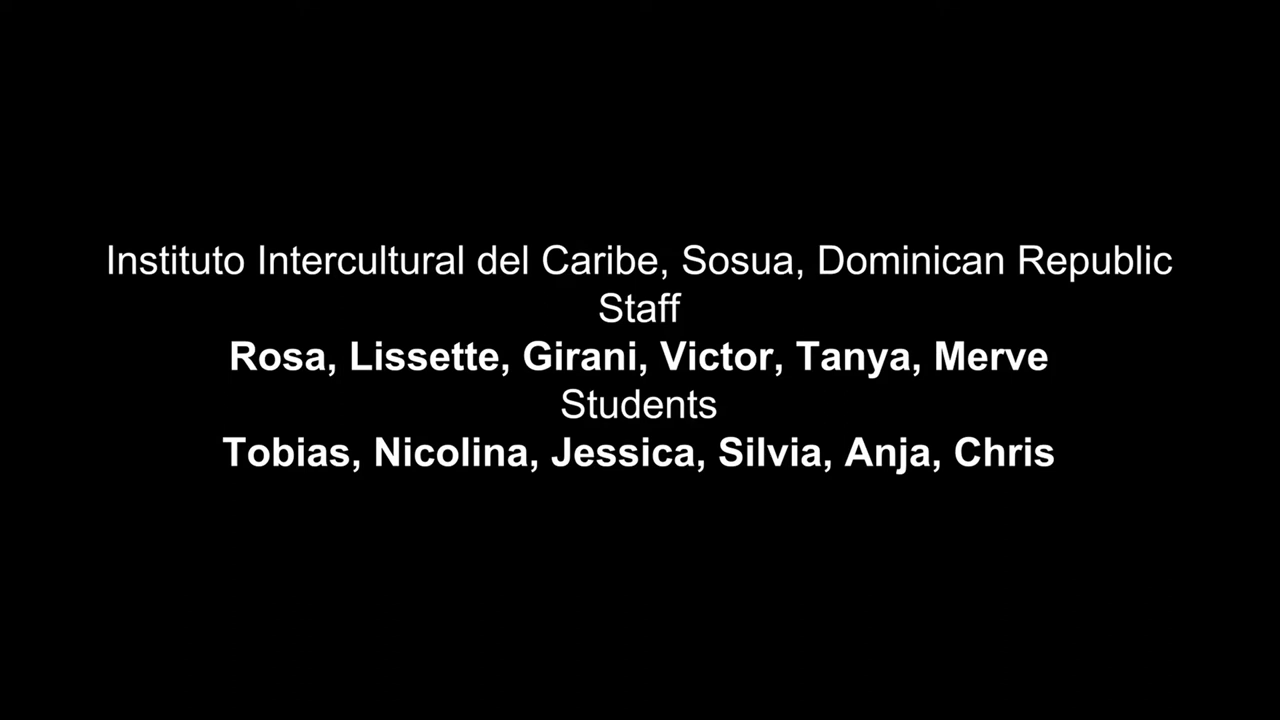 Instituto Intercultural del Caribe, Sosua, Dominican Republic
Staff
Rosa, Lissette, Girani, Victor, Tanya, Merve
Students
Tobias, Nicolina, Jessica, Silvia, Anja, Chris